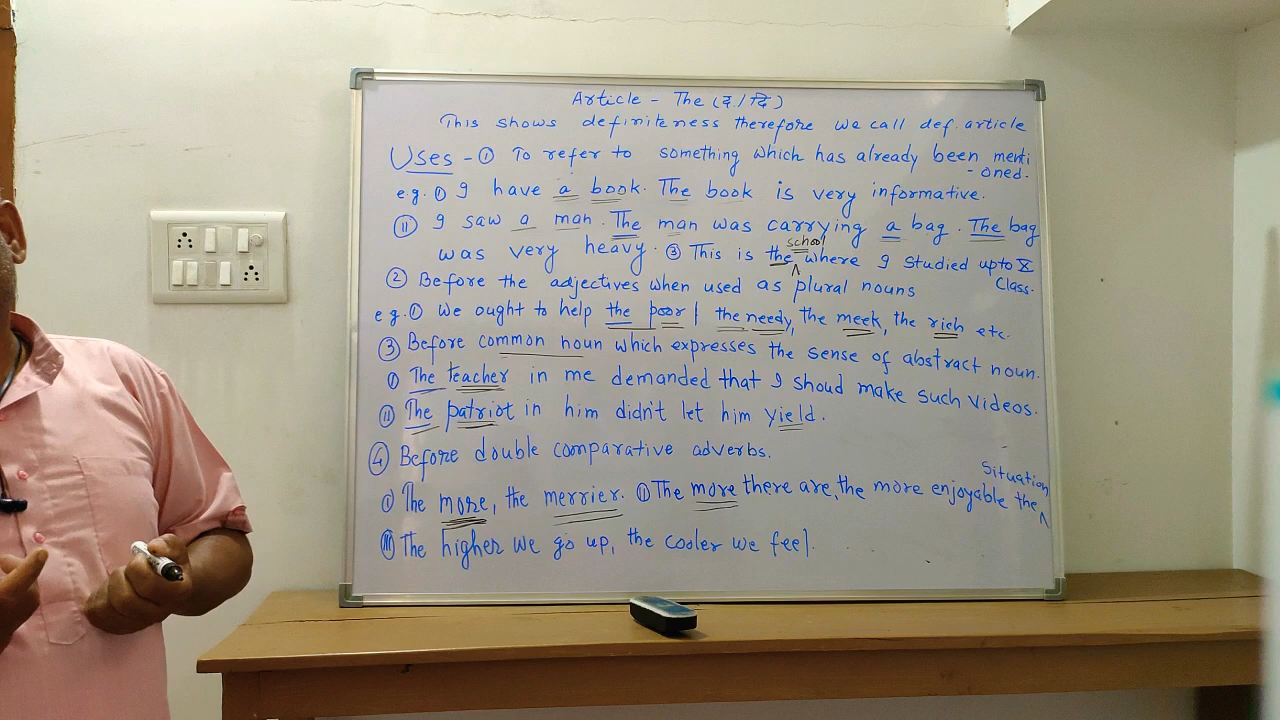 Article - The (द / दि)
This shows definiteness therefore we call def. article
Uses - ① To refer to something which has already been menti
- oned.
e.g. ① I have a book. The book is very informative.
⑪ I saw a man. The man was carrying a bag. The bag
was very heavy. ③ This is the school where I studied upto X
class.
② Before the adjectives when used as plural nouns
e.g. ① We ought to help the poor / the needy, the meek, the rich etc.
③ Before common noun which expresses the sense of abstract noun.
① The teacher in me demanded that I shoud make such videos.
⑪ The patriot in him didn't let him yield.
④ Before double comparative adverbs.
① The more, the merrier. ⑪ The more there are, the more enjoyable the situation
⑪① The higher we go up, the cooler we feel.